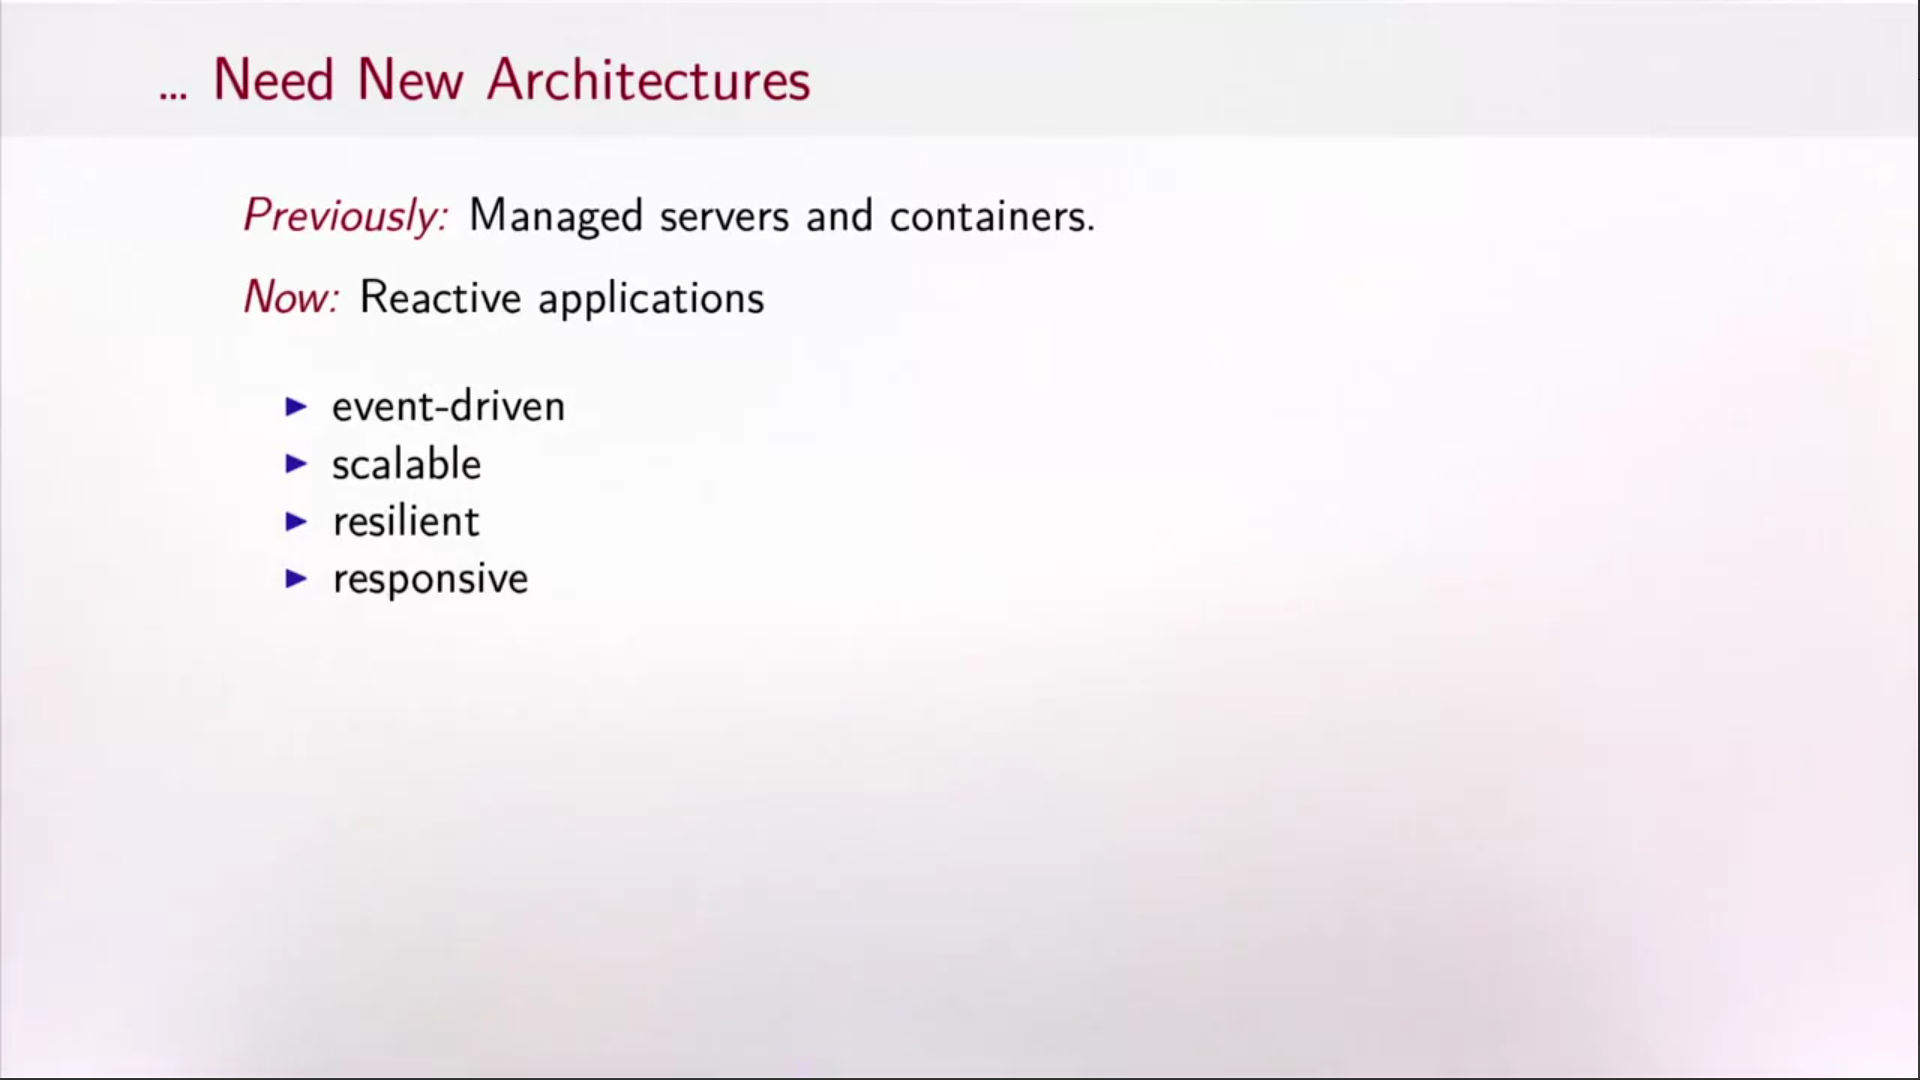 ... Need New Architectures
Previously: Managed servers and containers.
Now: Reactive applications
▶ event-driven
▶ scalable
▶ resilient
▶ responsive